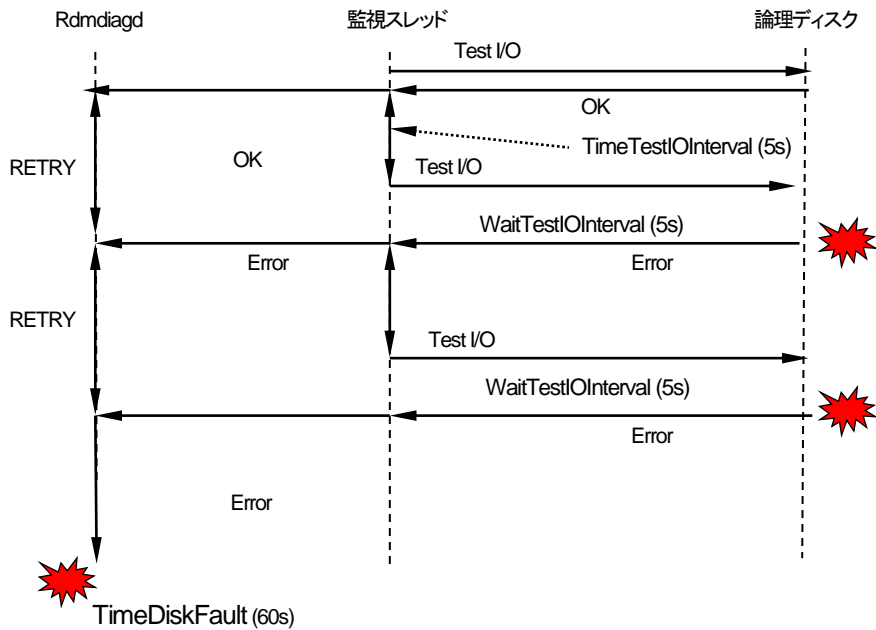 Rdmdiagd
監視スレッド
論理ディスク
Test I/O
OK
TimeTestIOInterval (5s)
OK
RETRY
Test I/O
WaitTestIOInterval (5s)
Error
Error
RETRY
Test I/O
WaitTestIOInterval (5s)
Error
Error
TimeDiskFault (60s)